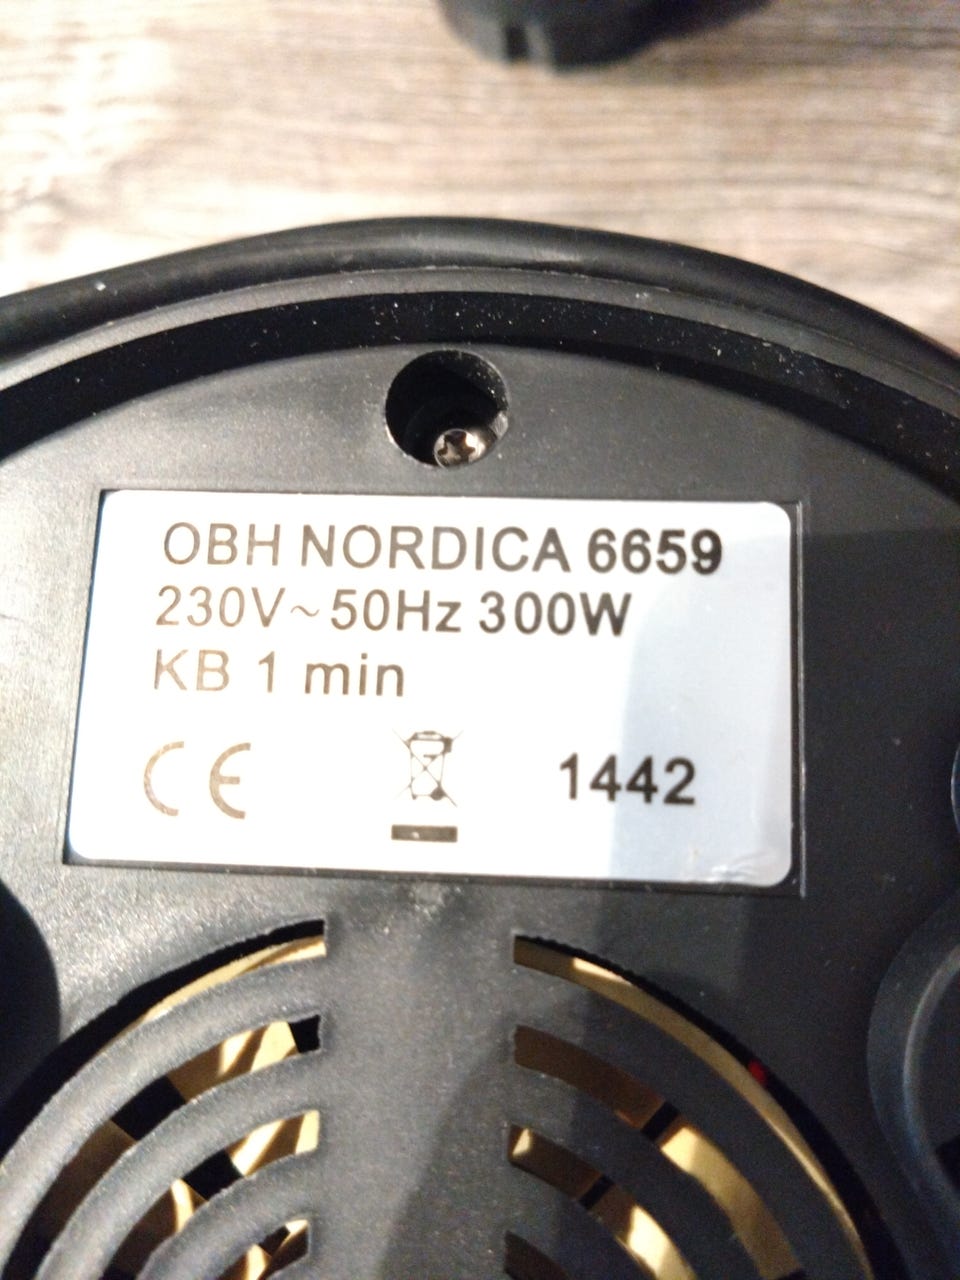 OBH NORDICA 6659
230V~50Hz 300W
KB 1 min
CE 1442